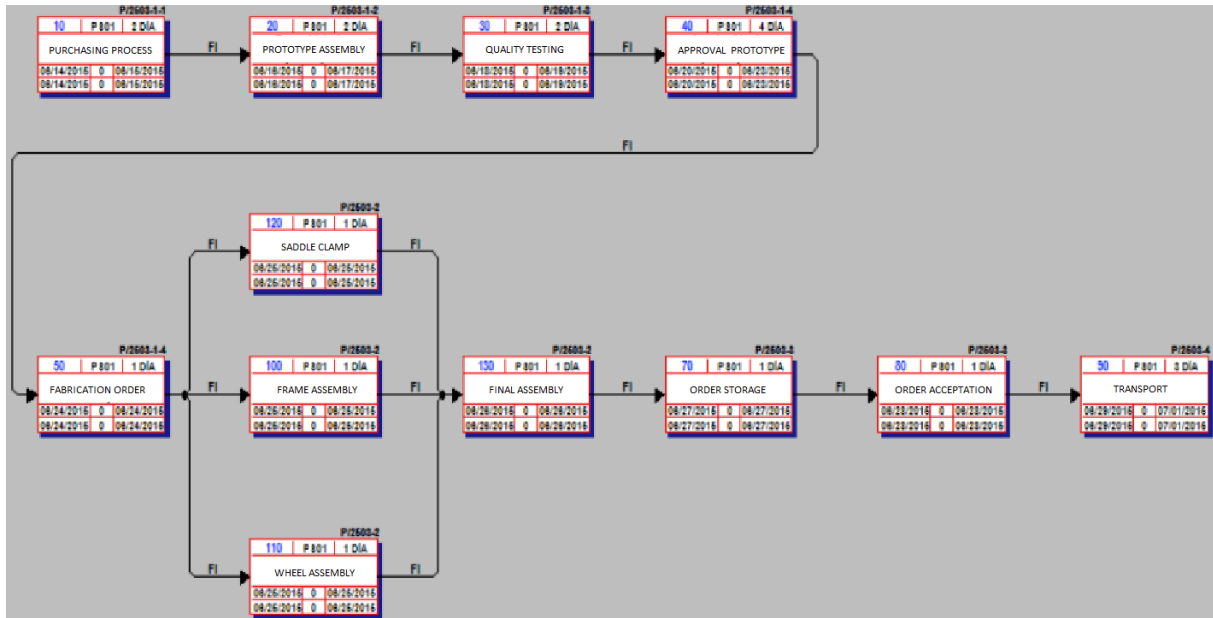 P/2503-1-1
10 P801 2 DÍA
PURCHASING PROCESS
06/14/2015 0 06/15/2015
06/14/2015 0 06/15/2015
FI
P/2503-1-2
20 P801 2 DÍA
PROTOTYPE ASSEMBLY
06/16/2015 0 06/17/2015
06/16/2015 0 06/17/2015
FI
P/2503-1-3
30 P801 2 DÍA
QUALITY TESTING
06/18/2015 0 06/19/2015
06/18/2015 0 06/19/2015
FI
P/2503-1-4
40 P801 4 DÍA
APPROVAL PROTOTYPE
06/20/2015 0 06/23/2015
06/20/2015 0 06/23/2015
FI
P/2503-2
120 P801 1 DÍA
SADDLE CLAMP
06/25/2015 0 06/25/2015
06/25/2015 0 06/25/2015
FI
FI
P/2503-1-4
50 P801 1 DÍA
FABRICATION ORDER
06/24/2015 0 06/24/2015
06/24/2015 0 06/24/2015
FI
P/2503-2
100 P801 1 DÍA
FRAME ASSEMBLY
06/25/2015 0 06/25/2015
06/25/2015 0 06/25/2015
FI
P/2503-2
130 P801 1 DÍA
FINAL ASSEMBLY
06/26/2015 0 06/26/2015
06/26/2015 0 06/26/2015
FI
P/2503-3
70 P801 1 DÍA
ORDER STORAGE
06/27/2015 0 06/27/2015
06/27/2015 0 06/27/2015
FI
P/2503-3
80 P801 1 DÍA
ORDER ACCEPTATION
06/28/2015 0 06/28/2015
06/28/2015 0 06/28/2015
FI
P/2503-4
90 P801 3 DÍA
TRANSPORT
06/29/2015 0 07/01/2015
06/29/2015 0 07/01/2015
P/2503-2
110 P801 1 DÍA
WHEEL ASSEMBLY
06/25/2015 0 06/25/2015
06/25/2015 0 06/25/2015
FI
FI